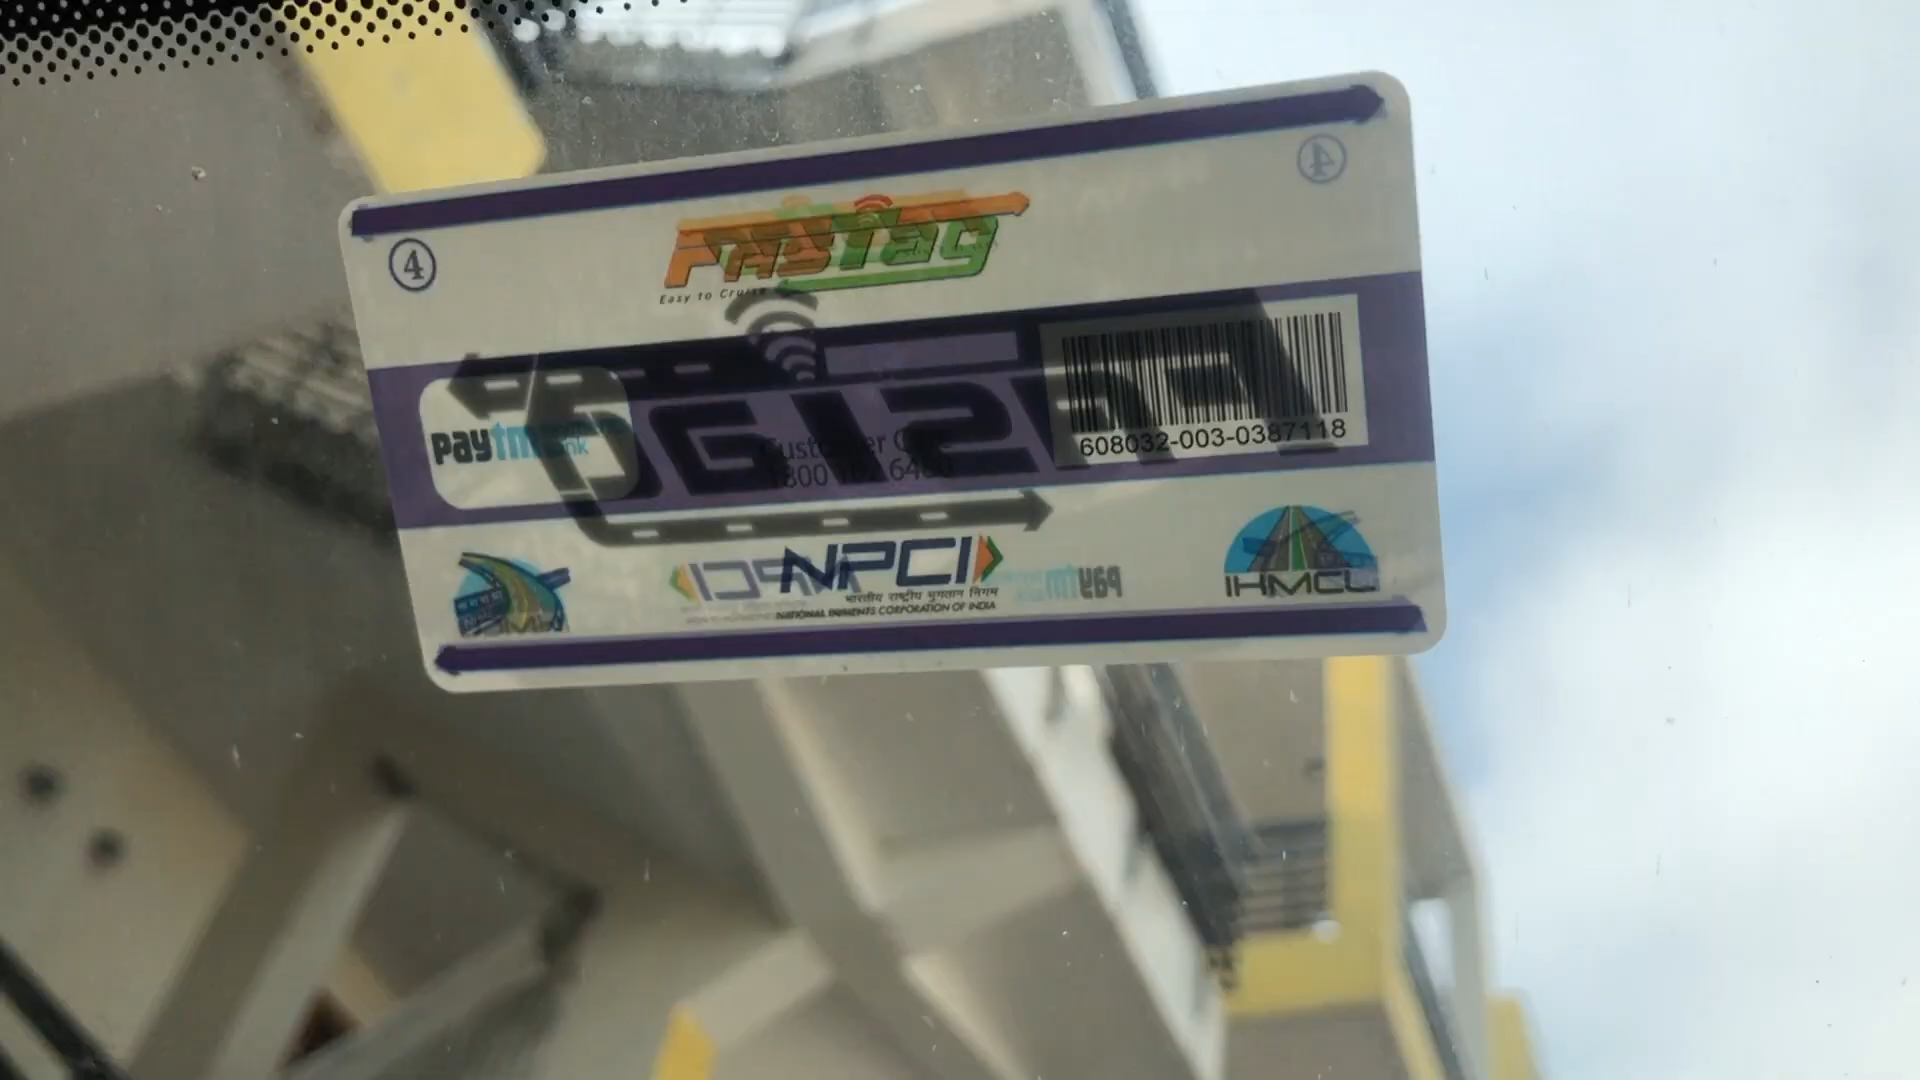 ④
FASTag
Easy to Cruise
paytm
608032-003-0387118
NPCI
भारतीय राष्ट्रीय भुगतान निगम
NATIONAL PAYMENTS CORPORATION OF INDIA
IHMCL